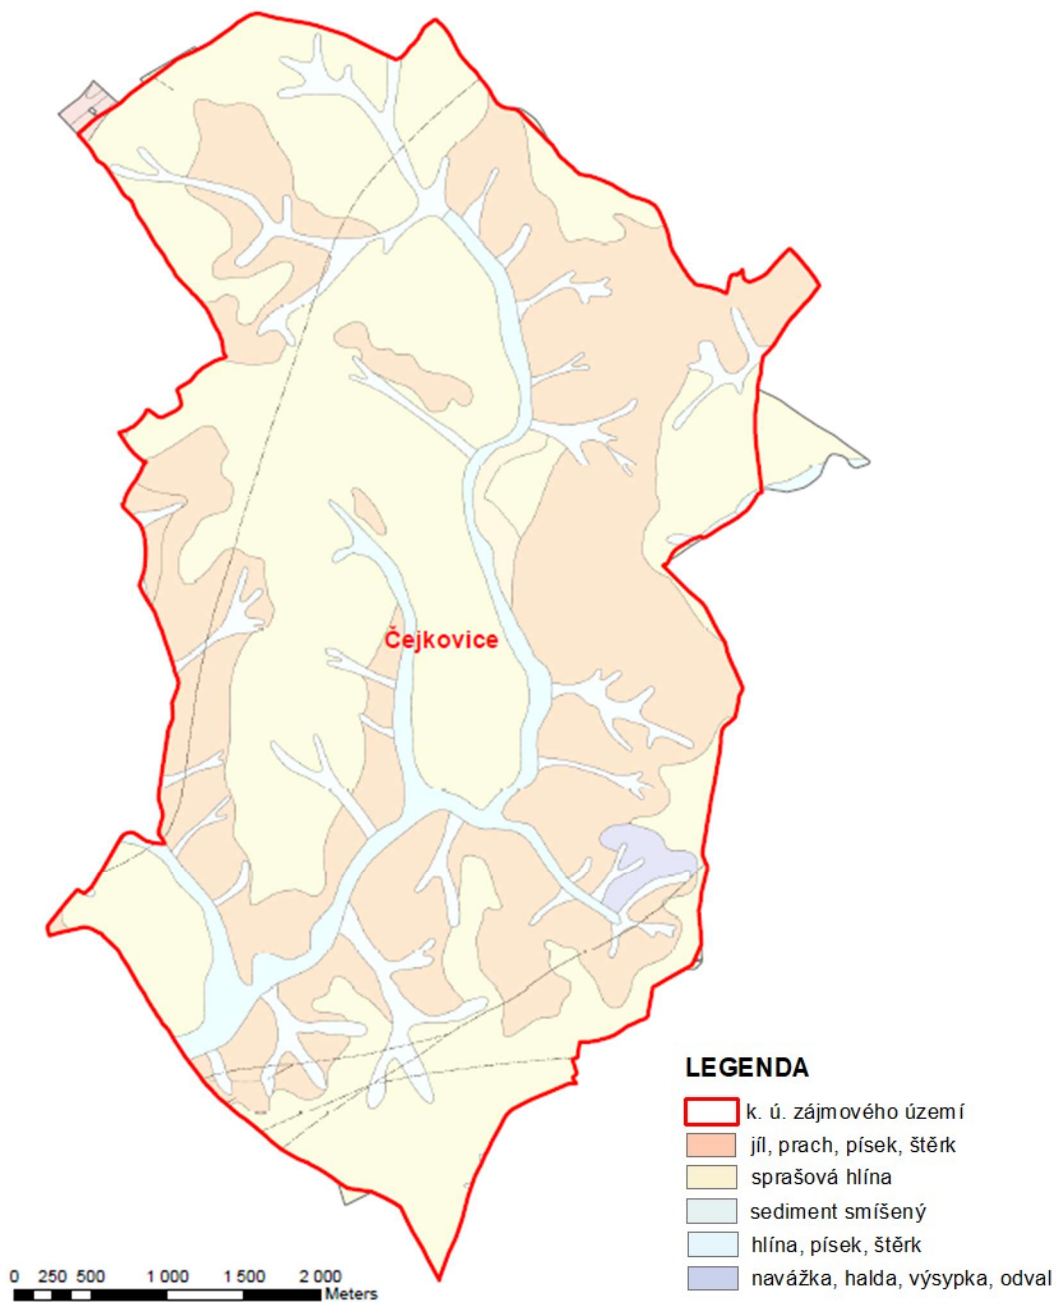 Čejkovice
LEGENDA
k. ú. zájmového území
jíl, prach, písek, štěrk
sprašová hlína
sediment smíšený
hlína, písek, štěrk
navážka, halda, výsypka, odval
0 250 500 1 000 1 500 2 000
Meters